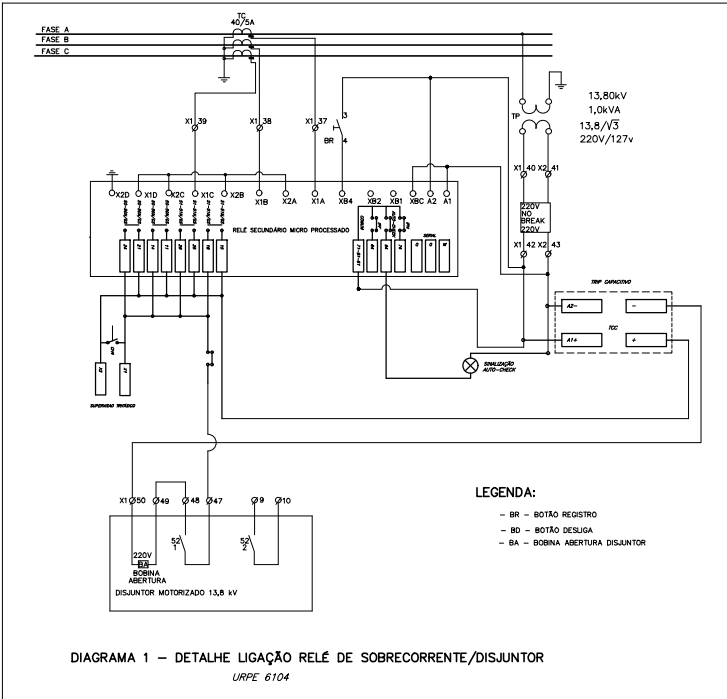 TC
40/5A
FASE A
FASE B
FASE C
13,80kV
1,0kVA
13,8/√3
220V/127v
TP
X1 39
X1 38
X1 37
3
BR
4
X1 40 X2 41
X2D X1D X2C X1C X2B X1B X2A X1A XB4 XB2 XB1 XBC A2 A1
RELÉ SECUNDÁRIO MICRO PROCESSADO
SERIAL
220V
NO
BREAK
220V
X1 42 X2 43
TRIP CAPACITIVO
A2- -
TCC
A1+ +
SINALIZAÇÃO
AUTO-CHECK
SUPERVISAO TRIFÁSICO
X1 50 49 48 47 9 10
LEGENDA:
- BR - BOTÃO REGISTRO
- BD - BOTÃO DESLIGA
- BA - BOBINA ABERTURA DISJUNTOR
52
1
52
2
220V
BA
BOBINA
ABERTURA
DISJUNTOR MOTORIZADO 13,8 kV
DIAGRAMA 1 - DETALHE LIGAÇÃO RELÉ DE SOBRECORRENTE/DISJUNTOR
URPE 6104